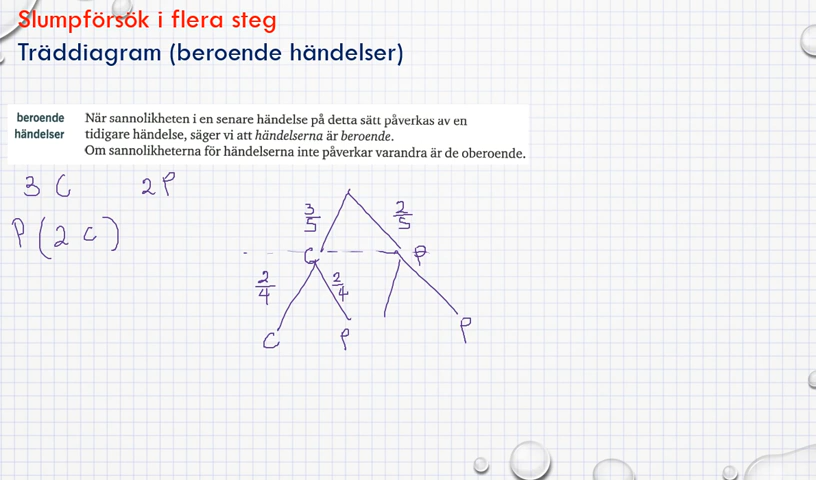 Slumpförsök i flera steg
Träddiagram (beroende händelser)
beroende händelser
När sannolikheten i en senare händelse på detta sätt påverkas av en
tidigare händelse, säger vi att händelserna är beroende.
Om sannolikheterna för händelserna inte påverkar varandra är de oberoende.
3 C 2 P
P (2 C)
3/5 2/5
C P
2/4 2/4
C P P